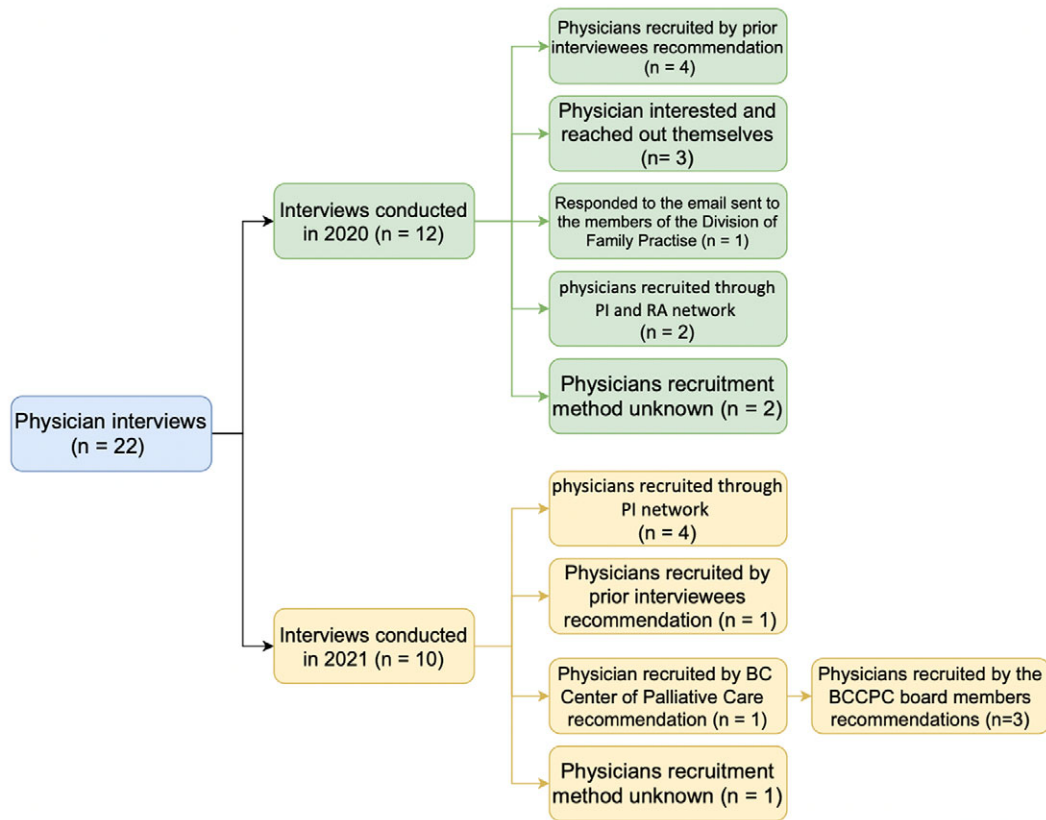 Physician interviews
(n = 22)
Interviews conducted
in 2020 (n = 12)
Physicians recruited by prior
interviewees recommendation
(n = 4)
Physician interested and
reached out themselves
(n= 3)
Responded to the email sent to
the members of the Division of
Family Practise (n = 1)
physicians recruited through
PI and RA network
(n = 2)
Physicians recruitment
method unknown (n = 2)
Interviews conducted
in 2021 (n = 10)
physicians recruited through
PI network
(n = 4)
Physicians recruited by
prior interviewees
recommendation (n = 1)
Physician recruited by BC
Center of Palliative Care
recommendation (n = 1)
Physicians recruited by the
BCCPC board members
recommendations (n=3)
Physicians recruitment
method unknown (n = 1)